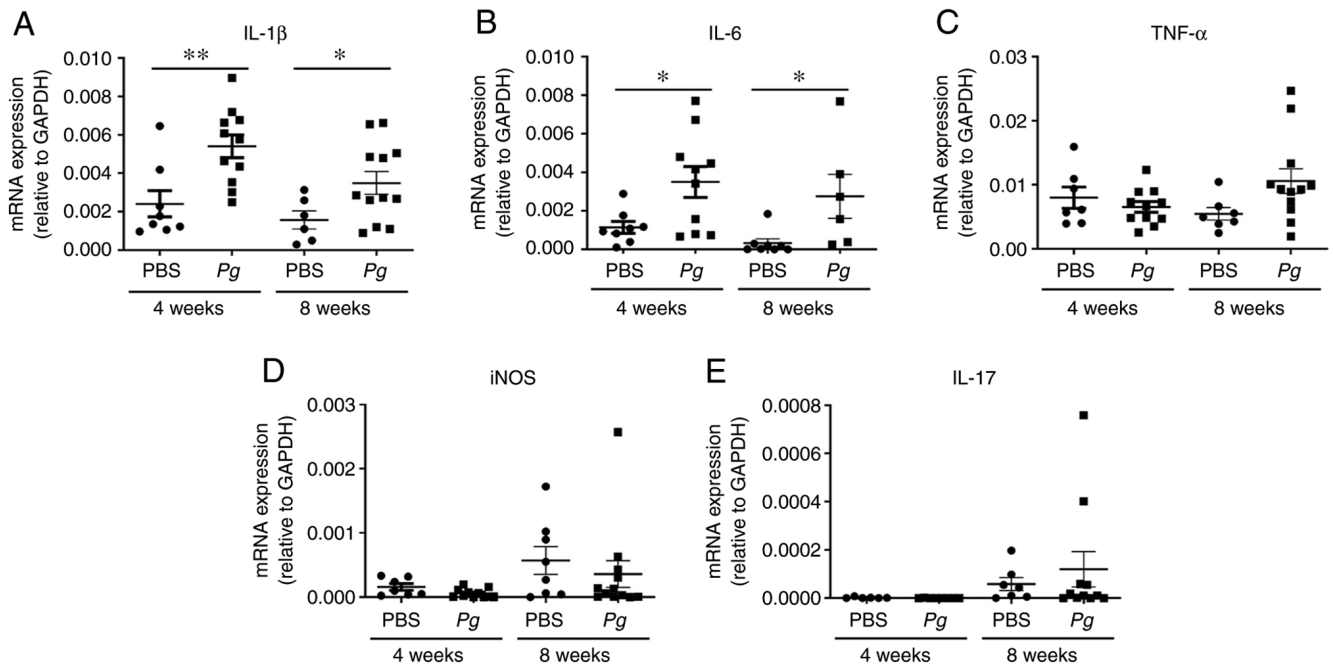 A
IL-1β
mRNA expression
(relative to GAPDH)
0.010
0.008
0.006
0.004
0.002
0.000
**
*
PBS
Pg
PBS
Pg
4 weeks
8 weeks
B
IL-6
mRNA expression
(relative to GAPDH)
0.010
0.008
0.006
0.004
0.002
0.000
*
*
PBS
Pg
PBS
Pg
4 weeks
8 weeks
C
TNF-α
mRNA expression
(relative to GAPDH)
0.03
0.02
0.01
0.00
PBS
Pg
PBS
Pg
4 weeks
8 weeks
D
iNOS
mRNA expression
(relative to GAPDH)
0.003
0.002
0.001
0.000
PBS
Pg
PBS
Pg
4 weeks
8 weeks
E
IL-17
mRNA expression
(relative to GAPDH)
0.0008
0.0006
0.0004
0.0002
0.0000
PBS
Pg
PBS
Pg
4 weeks
8 weeks